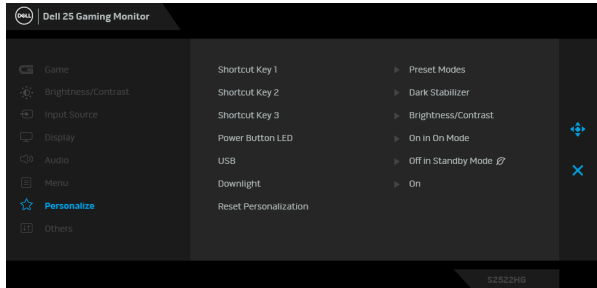 DELL Dell 25 Gaming Monitor
Game
Shortcut Key 1 Preset Modes
Brightness/Contrast
Shortcut Key 2 Dark Stabilizer
Input Source
Shortcut Key 3 Brightness/Contrast
Display
Power Button LED On in On Mode
Audio
USB Off in Standby Mode
Menu
Downlight On
Personalize
Reset Personalization
Others
S2522HG